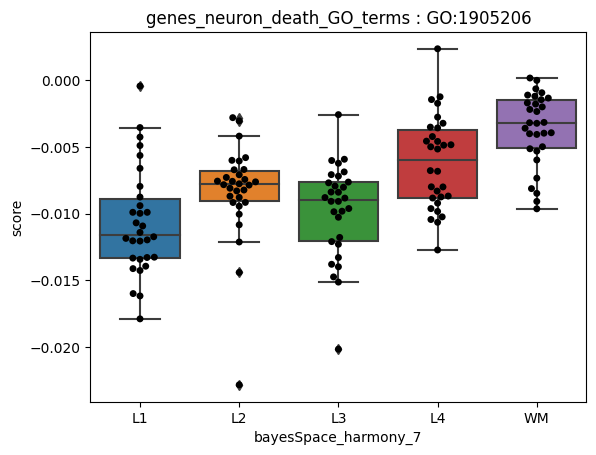 genes_neuron_death_GO_terms : GO:1905206
0.000
−0.005
−0.010
−0.015
−0.020
score
L1 L2 L3 L4 WM
bayesSpace_harmony_7